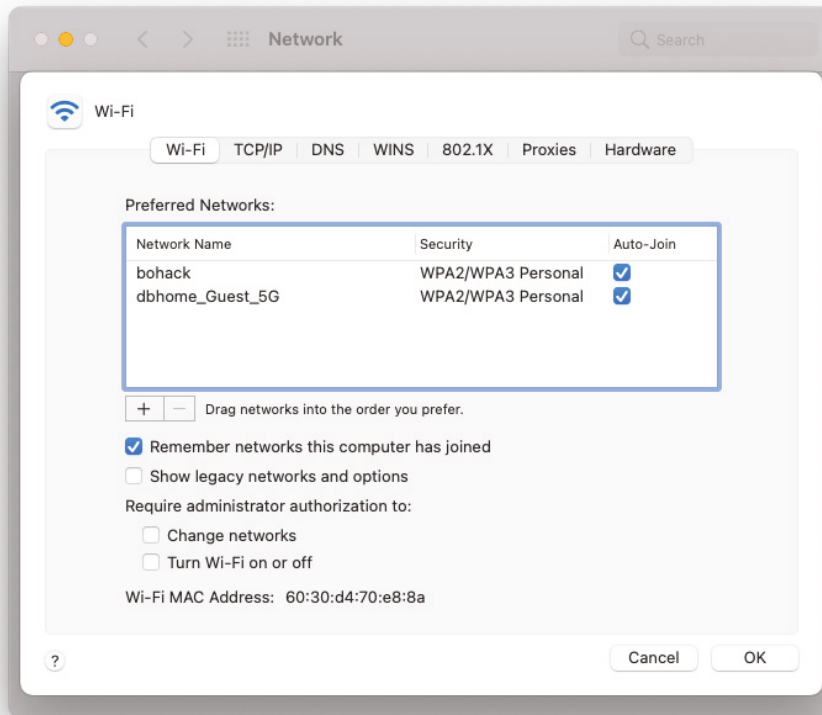 Network
Search
Wi-Fi
Wi-Fi TCP/IP DNS WINS 802.1X Proxies Hardware
Preferred Networks:
Network Name Security Auto-Join
bohack WPA2/WPA3 Personal
dbhome_Guest_5G WPA2/WPA3 Personal
+ − Drag networks into the order you prefer.
Remember networks this computer has joined
Show legacy networks and options
Require administrator authorization to:
Change networks
Turn Wi-Fi on or off
Wi-Fi MAC Address: 60:30:d4:70:e8:8a
? Cancel OK